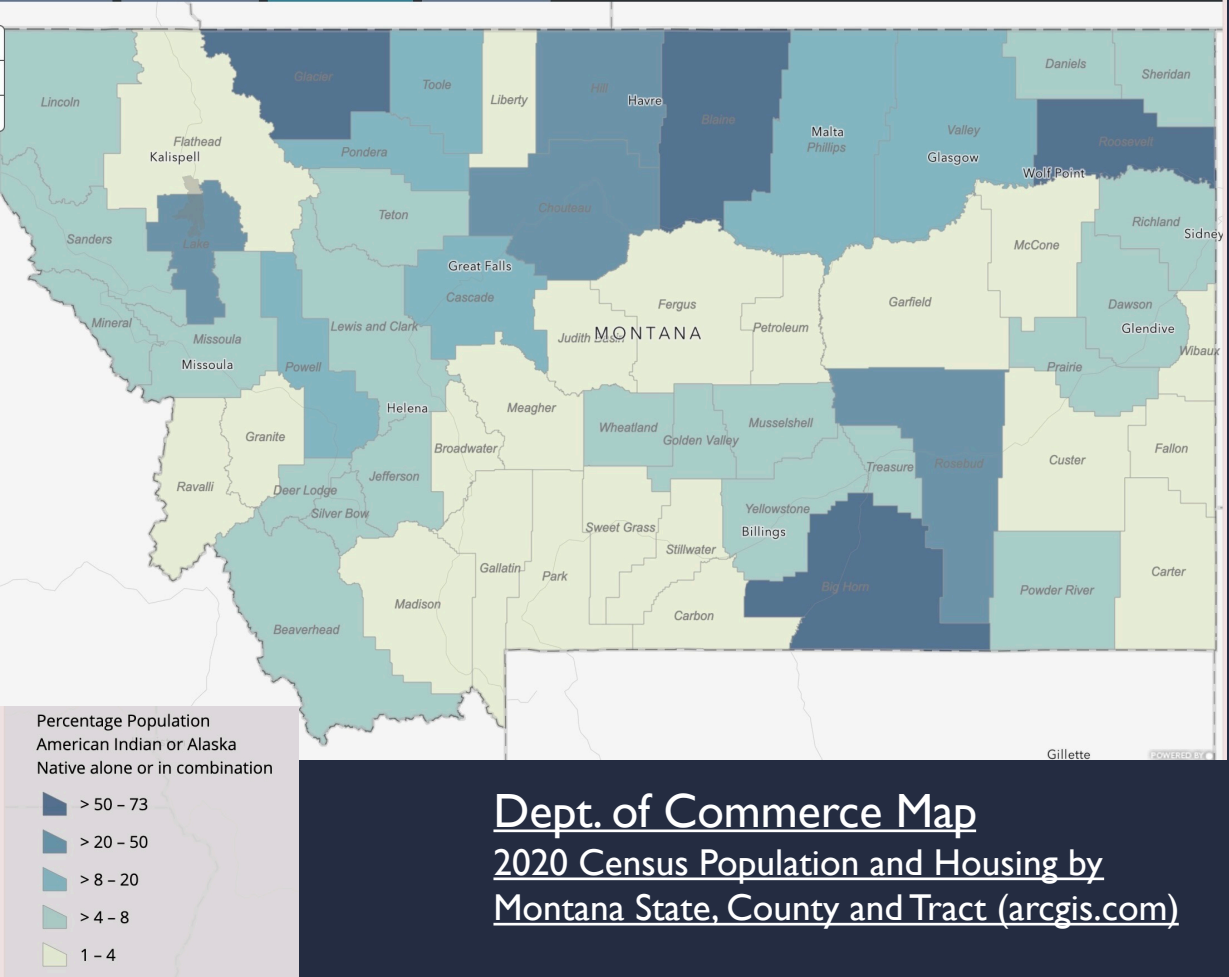 Glacier
Toole
Liberty
Hill
Havre
Blaine
Malta
Phillips
Valley
Glasgow
Daniels
Sheridan
Roosevelt
Wolf Point
Lincoln
Flathead
Kalispell
Pondera
Teton
Chouteau
Richland
Sidney
McCone
Sanders
Lake
Great Falls
Cascade
Fergus
MONTANA
Judith Basin
Petroleum
Garfield
Dawson
Glendive
Wibaux
Mineral
Missoula
Missoula
Lewis and Clark
Powell
Prairie
Helena
Meagher
Wheatland
Golden Valley
Musselshell
Granite
Broadwater
Treasure
Rosebud
Custer
Fallon
Ravalli
Deer Lodge
Jefferson
Silver Bow
Sweet Grass
Yellowstone
Billings
Stillwater
Gallatin
Park
Big Horn
Powder River
Carter
Madison
Carbon
Beaverhead
Gillette
POWERED BY
Percentage Population
American Indian or Alaska
Native alone or in combination
> 50 – 73
> 20 – 50
> 8 – 20
> 4 – 8
1 – 4
Dept. of Commerce Map
2020 Census Population and Housing by
Montana State, County and Tract (arcgis.com)